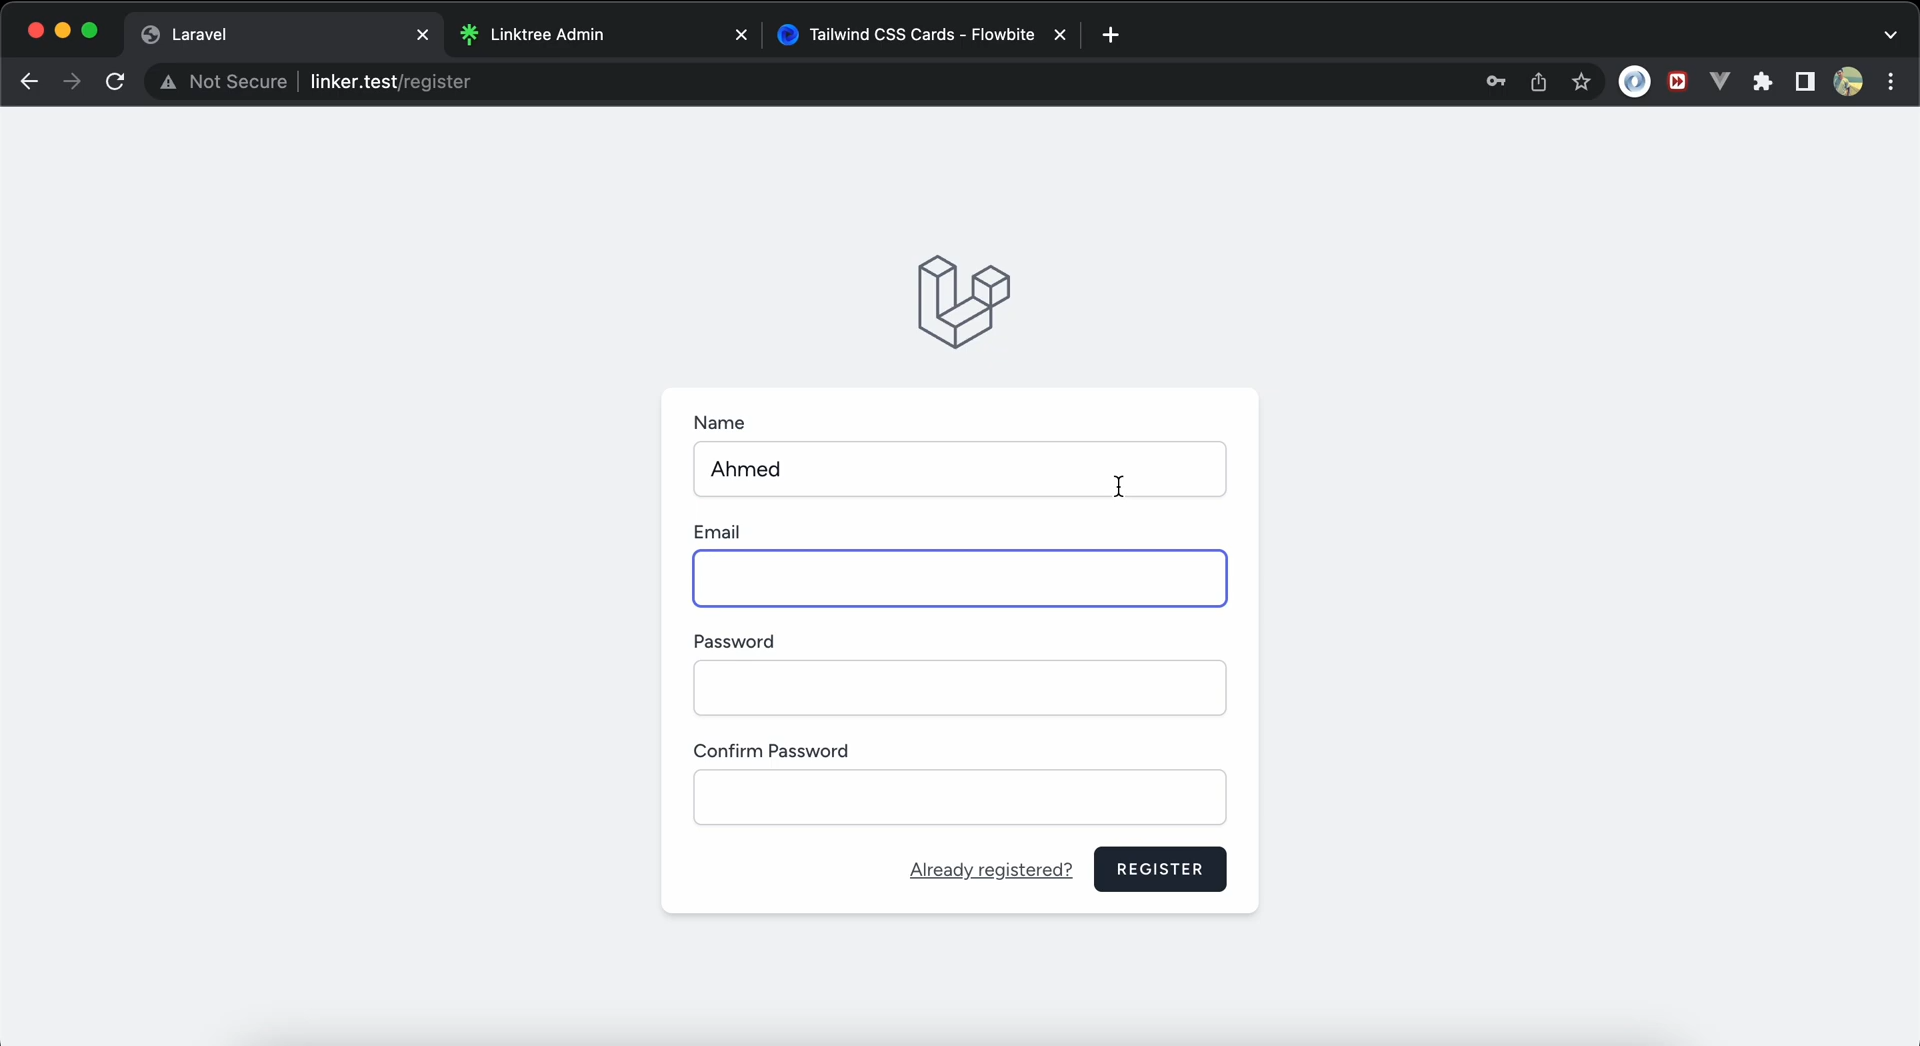 Laravel
Linktree Admin
Tailwind CSS Cards - Flowbite
Not Secure
linker.test/register
Name
Ahmed
Email
Password
Confirm Password
Already registered?
REGISTER